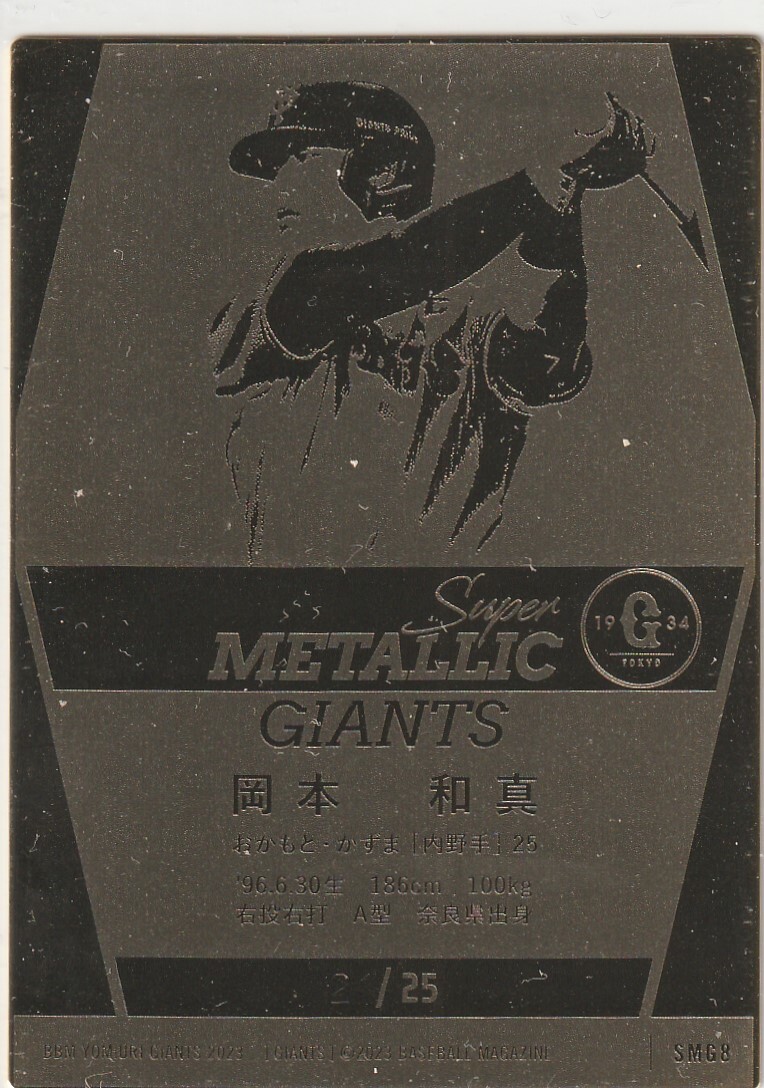 GIANTS PRIDE
Super
METALLIC
19 G 34
TOKYO
GIANTS
岡本 和真
おかもと・かずま [内野手] 25
'96.6.30生 186cm 100kg
右投右打 A型 奈良県出身
/25
BBM YOMIURI GIANTS 2023 [GIANTS] ©2023 BASEBALL MAGAZINE
SMG8